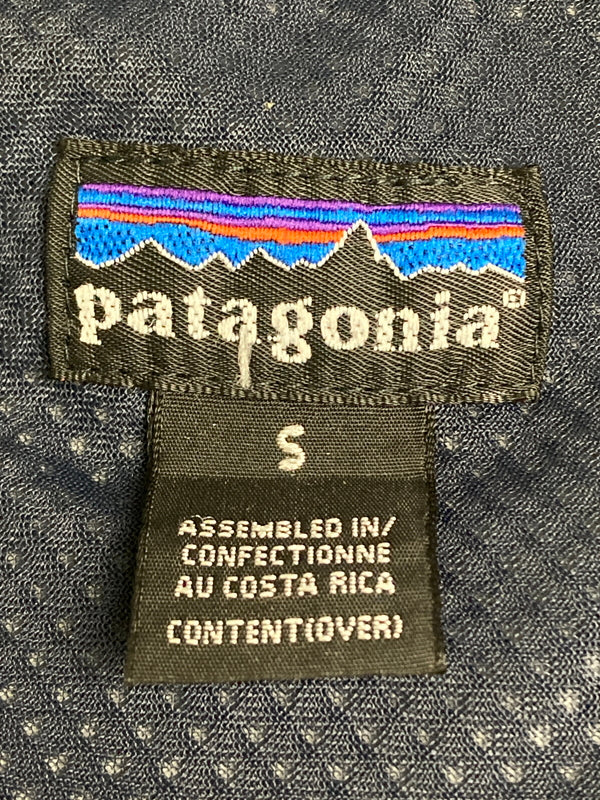 patagonia®
S
ASSEMBLED IN/
CONFECTIONNE
AU COSTA RICA
CONTENT(OVER)